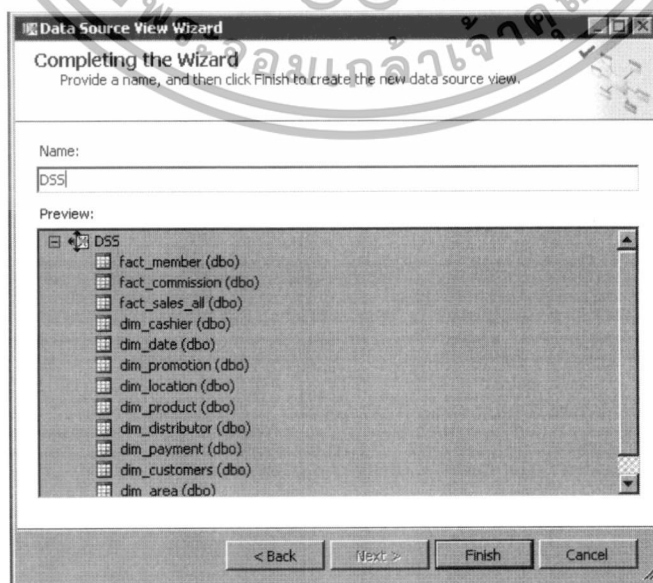 Data Source View Wizard
Completing the Wizard
Provide a name, and then click Finish to create the new data source view.
Name:
DSS
Preview:
DSS
fact_member (dbo)
fact_commission (dbo)
fact_sales_all (dbo)
dim_cashier (dbo)
dim_date (dbo)
dim_promotion (dbo)
dim_location (dbo)
dim_product (dbo)
dim_distributor (dbo)
dim_payment (dbo)
dim_customers (dbo)
dim_area (dbo)
< Back
Next >
Finish
Cancel